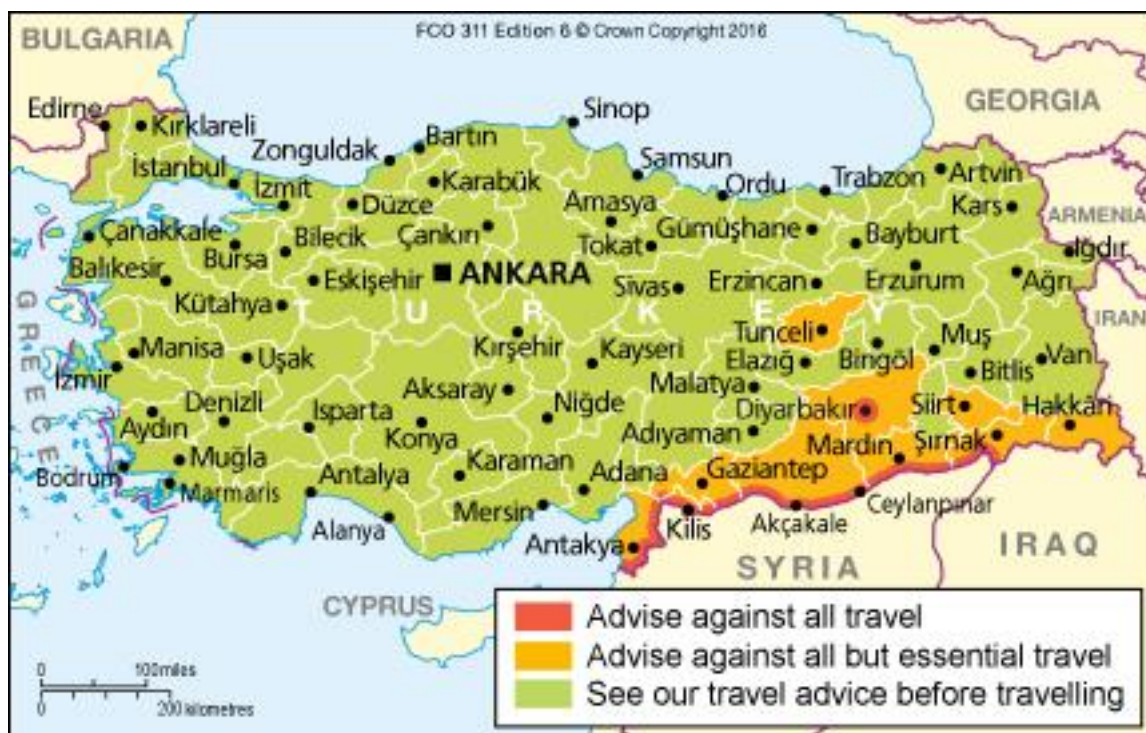 FCO 311 Edition 6 © Crown Copyright 2016
BULGARIA
GEORGIA
Edirne
Kırklareli
Sinop
Bartın
Zonguldak
İstanbul
İzmit
Karabük
Samsun
Ordu
Trabzon
Artvin
Düzce
Amasya
Kars
ARMENIA
Çanakkale
Bilecik
Çankırı
Tokat
Gümüşhane
Bayburt
Iğdır
Bursa
Balıkesir
Eskişehir
ANKARA
Sivas
Erzincan
Erzurum
Ağrı
Kütahya
TURKEY
GREECE
IRAN
Tunceli
Manisa
Uşak
Kırşehir
Kayseri
Elazığ
Bingöl
Muş
Van
İzmir
Bitlis
Aksaray
Malatya
Denizli
Isparta
Niğde
Diyarbakır
Siirt
Hakkâri
Aydın
Konya
Adıyaman
Mardin
Şırnak
Bodrum
Muğla
Antalya
Karaman
Adana
Gaziantep
Marmaris
Alanya
Mersin
Kilis
Akçakale
Ceylanpınar
Antakya
SYRIA
IRAQ
CYPRUS
Advise against all travel
Advise against all but essential travel
See our travel advice before travelling
0 100miles
0 200 kilometres